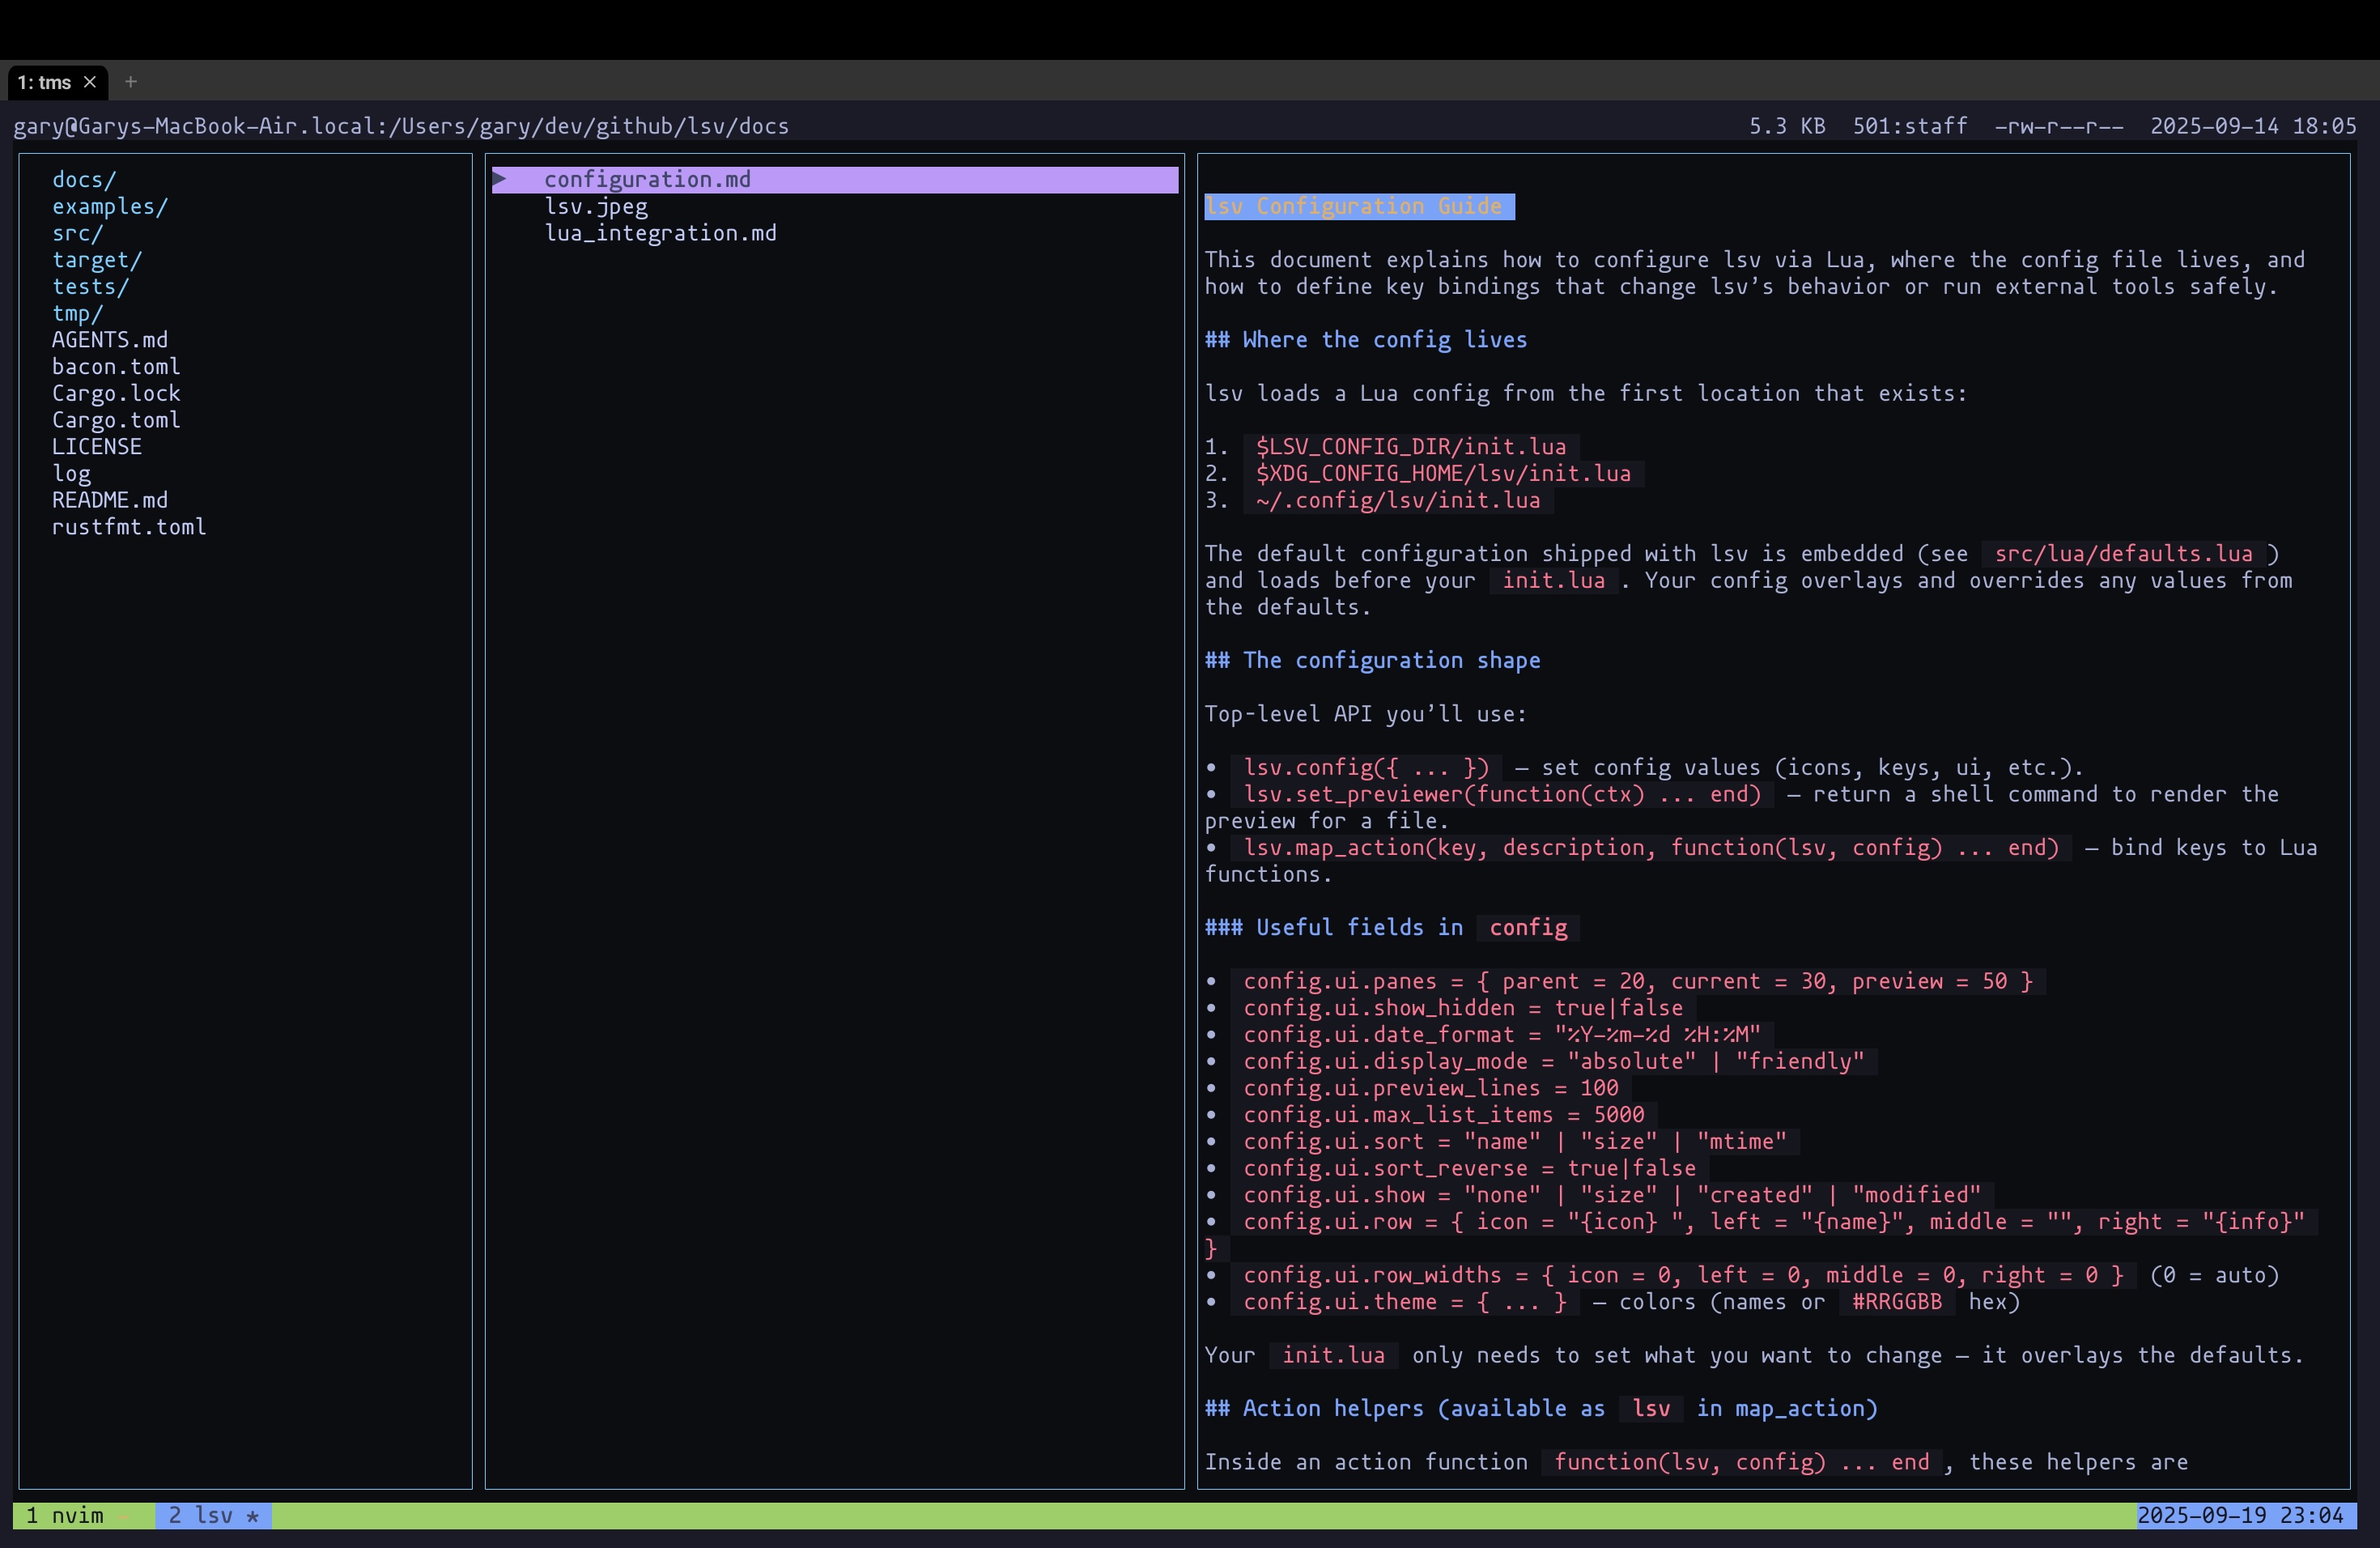 1: tms × +
gary@Garys-MacBook-Air.local:/Users/gary/dev/github/lsv/docs
5.3 KB 501:staff -rw-r--r-- 2025-09-14 18:05
docs/
examples/
src/
target/
tests/
tmp/
AGENTS.md
bacon.toml
Cargo.lock
Cargo.toml
LICENSE
log
README.md
rustfmt.toml
▶ configuration.md
lsv.jpeg
lua_integration.md
lsv Configuration Guide
This document explains how to configure lsv via Lua, where the config file lives, and
how to define key bindings that change lsv’s behavior or run external tools safely.
## Where the config lives
lsv loads a Lua config from the first location that exists:
1. $LSV_CONFIG_DIR/init.lua
2. $XDG_CONFIG_HOME/lsv/init.lua
3. ~/.config/lsv/init.lua
The default configuration shipped with lsv is embedded (see src/lua/defaults.lua )
and loads before your init.lua . Your config overlays and overrides any values from
the defaults.
## The configuration shape
Top-level API you’ll use:
• lsv.config({ ... }) – set config values (icons, keys, ui, etc.).
• lsv.set_previewer(function(ctx) ... end) – return a shell command to render the
preview for a file.
• lsv.map_action(key, description, function(lsv, config) ... end) – bind keys to Lua
functions.
### Useful fields in config
• config.ui.panes = { parent = 20, current = 30, preview = 50 }
• config.ui.show_hidden = true|false
• config.ui.date_format = "%Y-%m-%d %H:%M"
• config.ui.display_mode = "absolute" | "friendly"
• config.ui.preview_lines = 100
• config.ui.max_list_items = 5000
• config.ui.sort = "name" | "size" | "mtime"
• config.ui.sort_reverse = true|false
• config.ui.show = "none" | "size" | "created" | "modified"
• config.ui.row = { icon = "{icon} ", left = "{name}", middle = "", right = "{info}"
}
• config.ui.row_widths = { icon = 0, left = 0, middle = 0, right = 0 } (0 = auto)
• config.ui.theme = { ... } – colors (names or #RRGGBB hex)
Your init.lua only needs to set what you want to change – it overlays the defaults.
## Action helpers (available as lsv in map_action)
Inside an action function function(lsv, config) ... end , these helpers are
1 nvim - 2 lsv *
2025-09-19 23:04